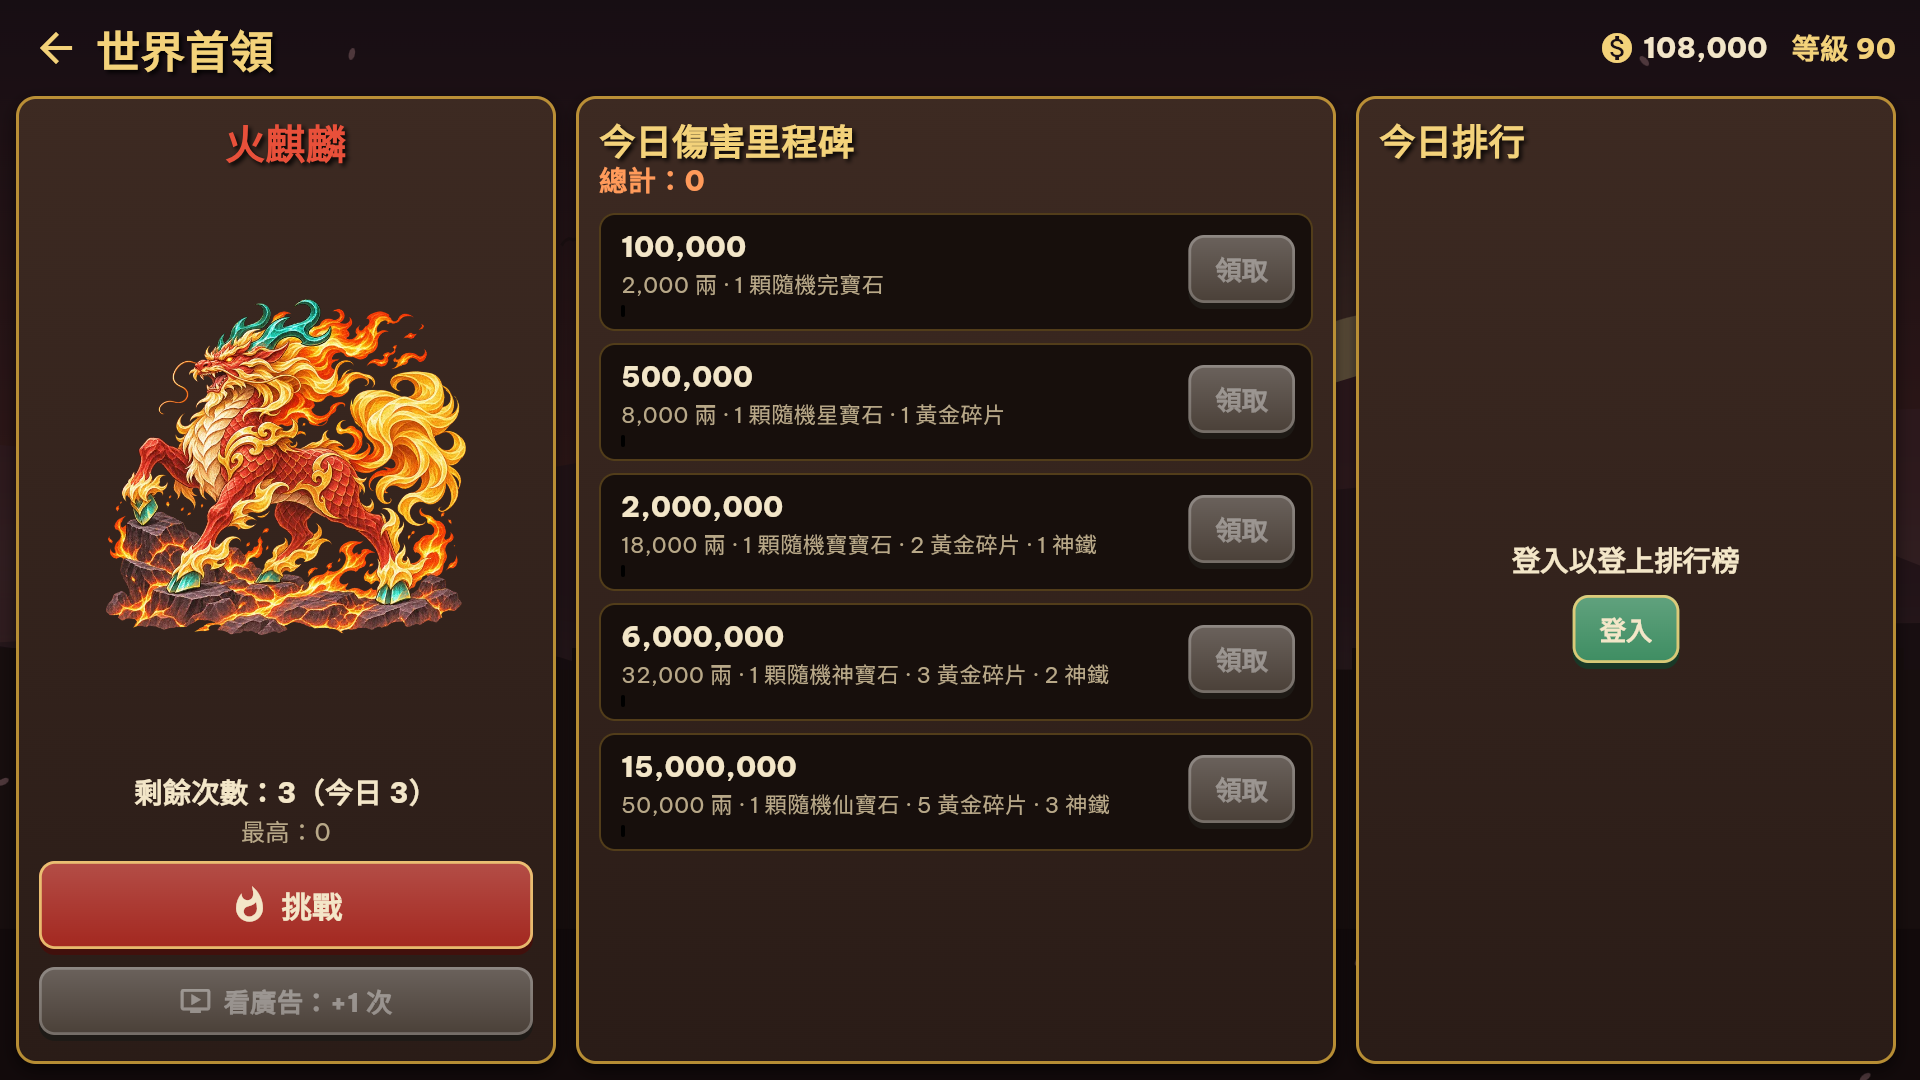 世界首領
108,000
等級 90
火麒麟
剩餘次數：3（今日 3）
最高：0
挑戰
看廣告：+1 次
今日傷害里程碑
總計：0
100,000
2,000 兩 · 1 顆隨機完寶石
領取
500,000
8,000 兩 · 1 顆隨機星寶石 · 1 黃金碎片
領取
2,000,000
18,000 兩 · 1 顆隨機寶寶石 · 2 黃金碎片 · 1 神鐵
領取
6,000,000
32,000 兩 · 1 顆隨機神寶石 · 3 黃金碎片 · 2 神鐵
領取
15,000,000
50,000 兩 · 1 顆隨機仙寶石 · 5 黃金碎片 · 3 神鐵
領取
今日排行
登入以登上排行榜
登入